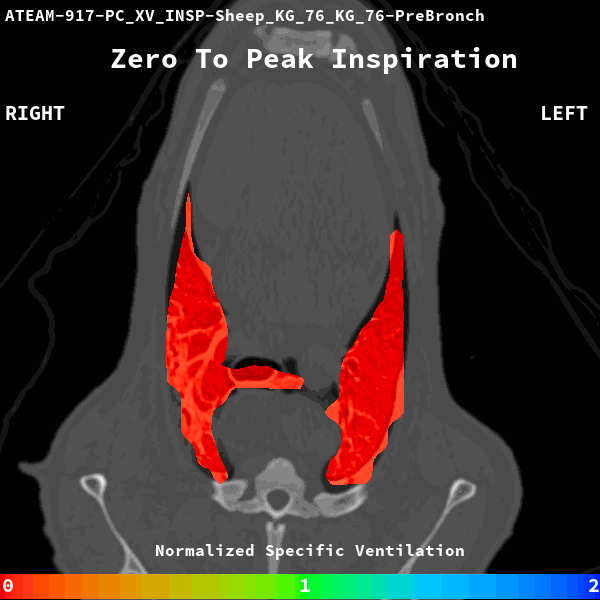 ATEAM-917-PC_XV_INSP-Sheep_KG_76_KG_76-PreBronch
Zero To Peak Inspiration
RIGHT
LEFT
Normalized Specific Ventilation
0 1 2